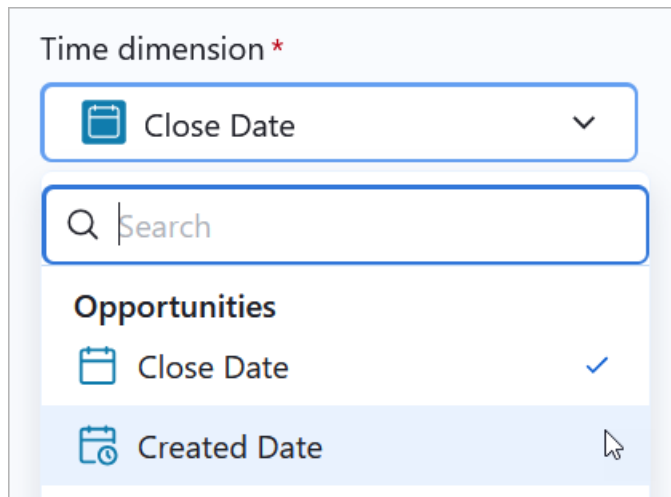 Time dimension *
Close Date
Search
Opportunities
Close Date
Created Date